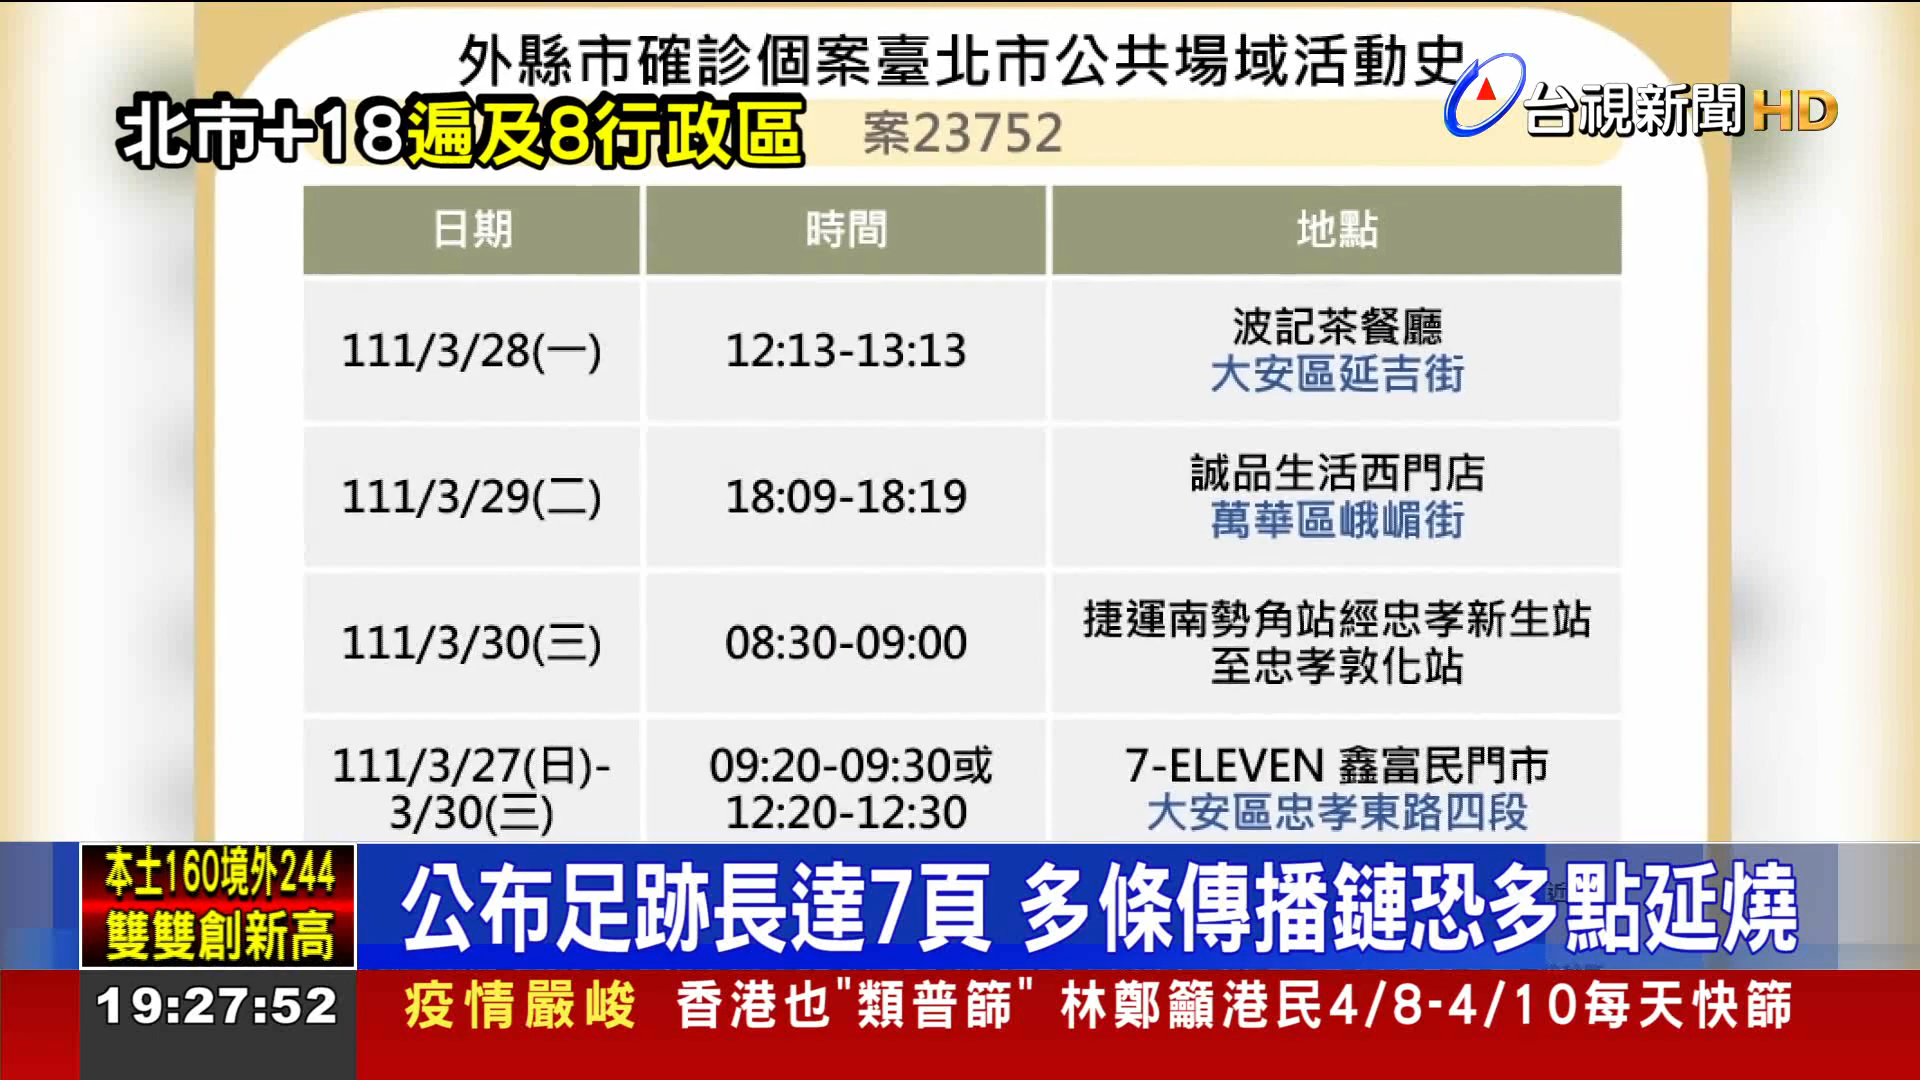 外縣市確診個案臺北市公共場域活動史
台視新聞HD
北市+18遍及8行政區
案23752
日期 時間 地點
111/3/28(一) 12:13-13:13 波記茶餐廳
大安區延吉街
111/3/29(二) 18:09-18:19 誠品生活西門店
萬華區峨嵋街
111/3/30(三) 08:30-09:00 捷運南勢角站經忠孝新生站
至忠孝敦化站
111/3/27(日)- 09:20-09:30或 7-ELEVEN 鑫富民門市
3/30(三) 12:20-12:30 大安區忠孝東路四段
本土160境外244
雙雙創新高
公布足跡長達7頁 多條傳播鏈恐多點延燒
19:27:52
疫情嚴峻 香港也"類普篩" 林鄭籲港民4/8-4/10每天快篩